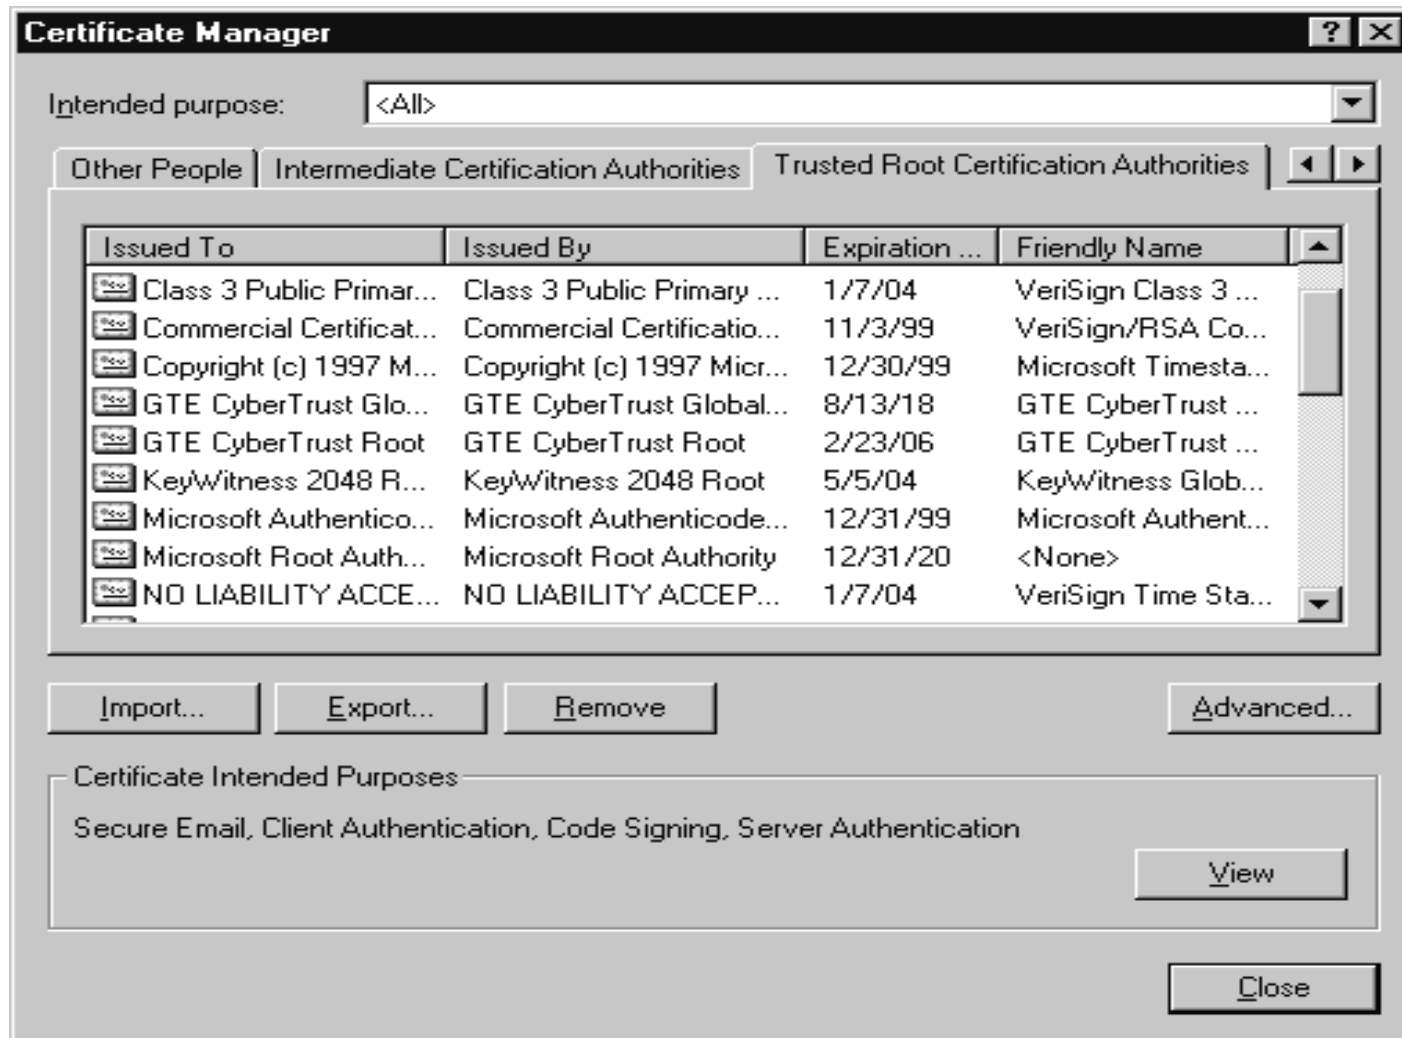 Certificate Manager
Intended purpose: <All>
Other People Intermediate Certification Authorities Trusted Root Certification Authorities
Issued To Issued By Expiration ... Friendly Name
Class 3 Public Primar... Class 3 Public Primary ... 1/7/04 VeriSign Class 3 ...
Commercial Certificat... Commercial Certificatio... 11/3/99 VeriSign/RSA Co...
Copyright (c) 1997 M... Copyright (c) 1997 Micr... 12/30/99 Microsoft Timesta...
GTE CyberTrust Glo... GTE CyberTrust Global... 8/13/18 GTE CyberTrust ...
GTE CyberTrust Root GTE CyberTrust Root 2/23/06 GTE CyberTrust ...
KeyWitness 2048 R... KeyWitness 2048 Root 5/5/04 KeyWitness Glob...
Microsoft Authentico... Microsoft Authenticode... 12/31/99 Microsoft Authent...
Microsoft Root Auth... Microsoft Root Authority 12/31/20 <None>
NO LIABILITY ACCE... NO LIABILITY ACCEP... 1/7/04 VeriSign Time Sta...
Import... Export... Remove Advanced...
Certificate Intended Purposes
Secure Email, Client Authentication, Code Signing, Server Authentication
View
Close